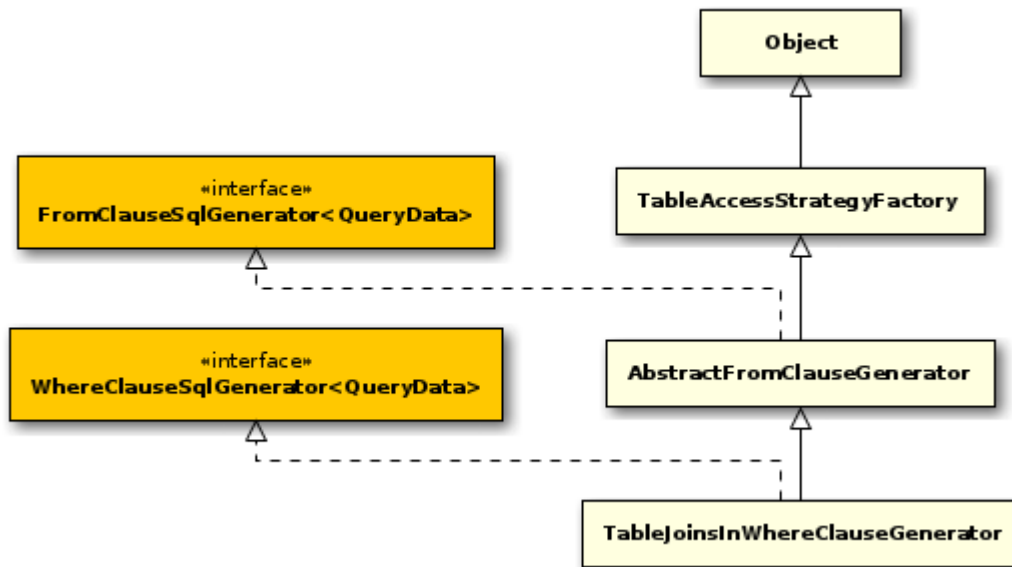 Object
«interface»
FromClauseSqlGenerator<QueryData>
TableAccessStrategyFactory
«interface»
WhereClauseSqlGenerator<QueryData>
AbstractFromClauseGenerator
TableJoinsInWhereClauseGenerator